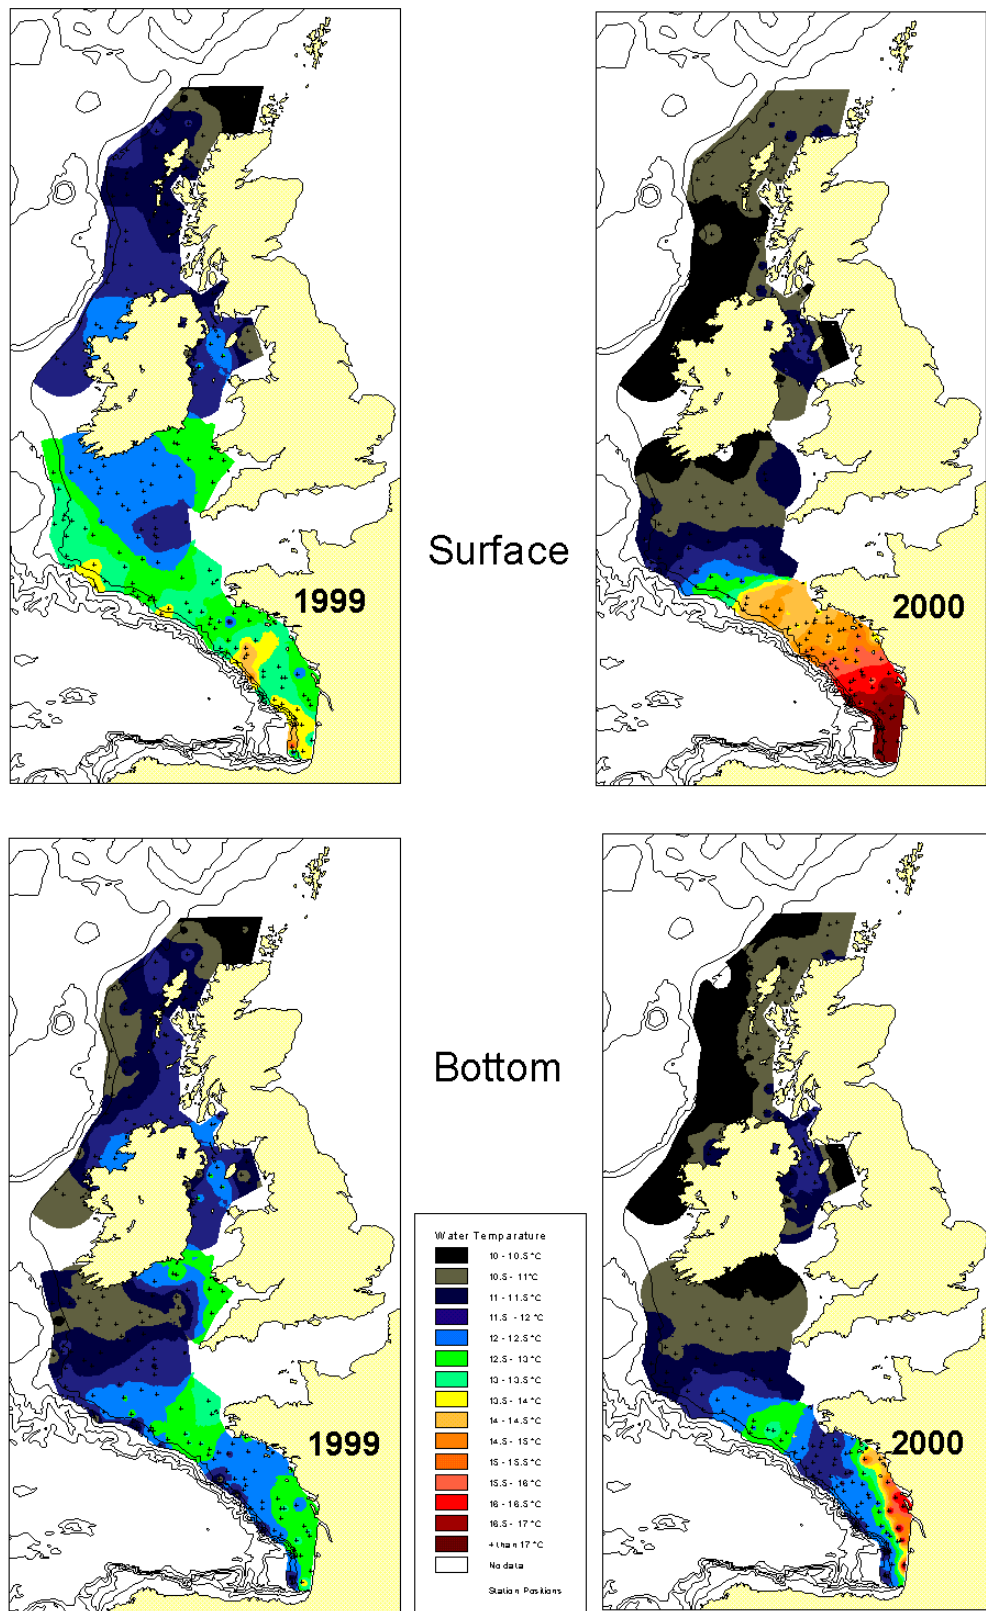 Surface
1999
2000
Bottom
1999
2000
Water Temparature
10 - 10.5 °C
10.5 - 11 °C
11 - 11.5 °C
11.5 - 12 °C
12 - 12.5 °C
12.5 - 13 °C
13 - 13.5 °C
13.5 - 14 °C
14 - 14.5 °C
14.5 - 15 °C
15 - 15.5 °C
15.5 - 16 °C
16 - 16.5 °C
16.5 - 17 °C
+ than 17 °C
No data
Station Positions